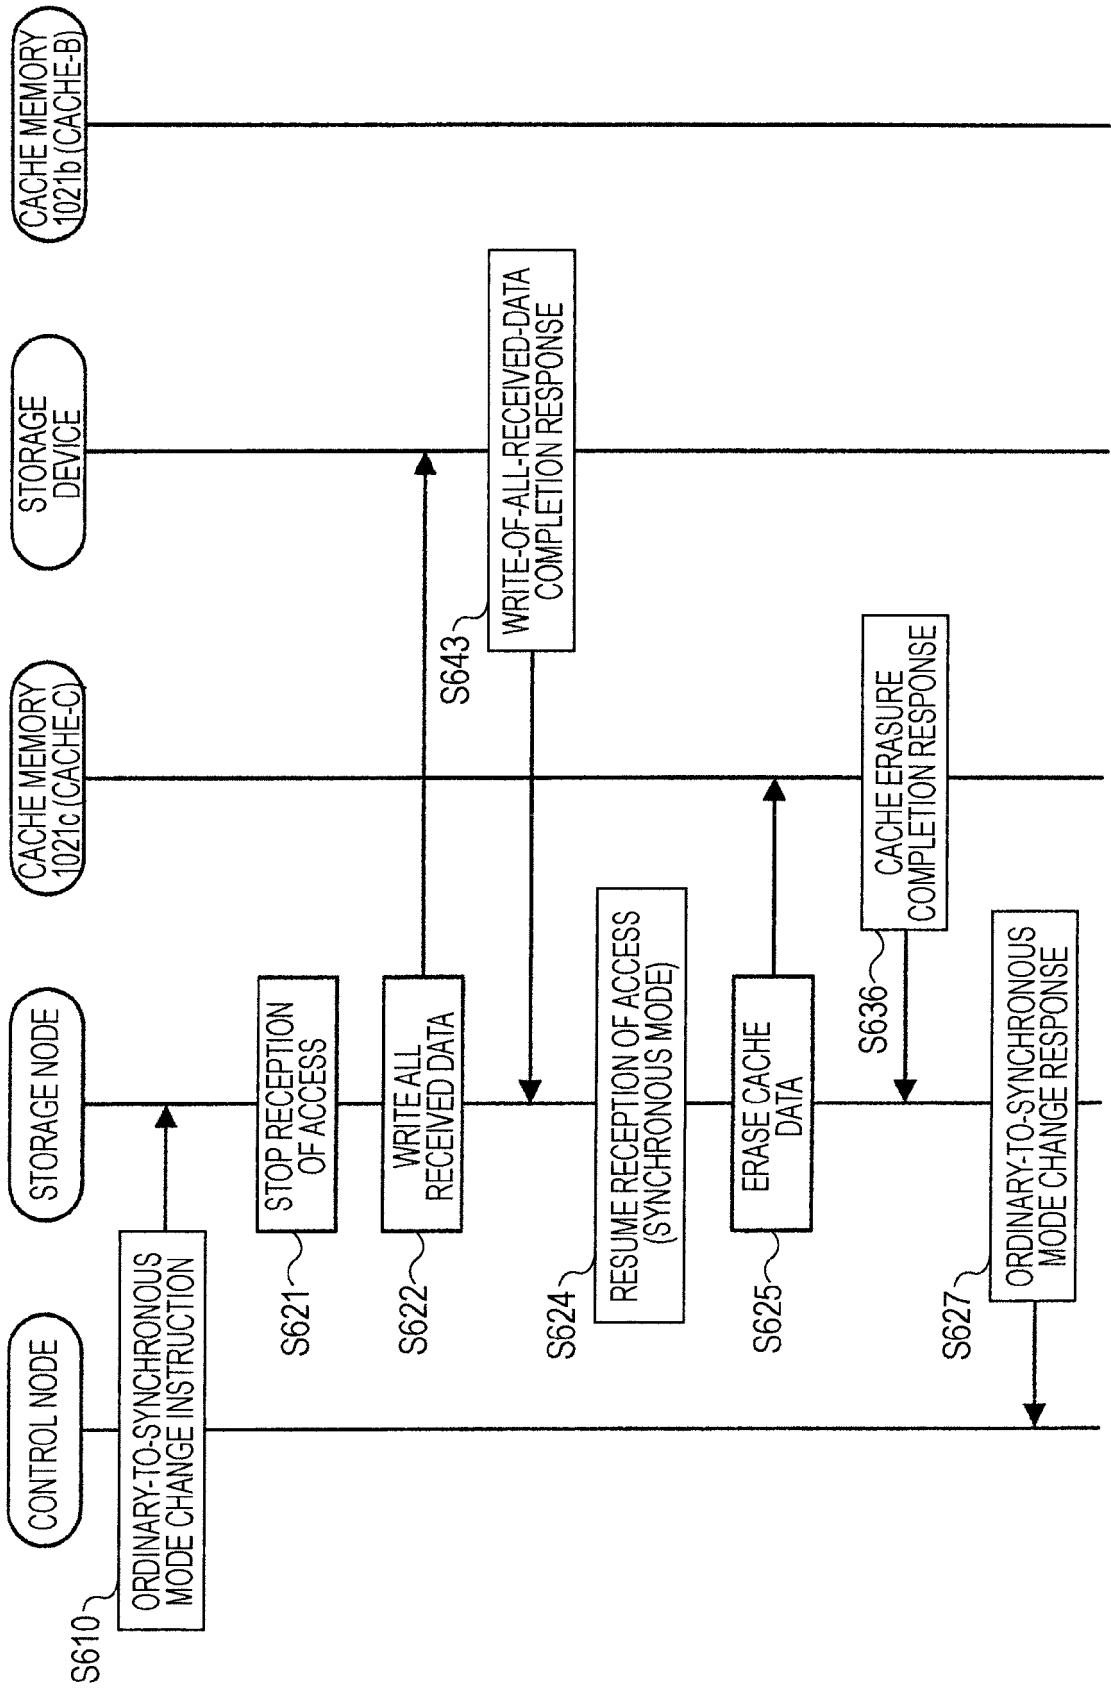 CONTROL NODE
STORAGE NODE
CACHE MEMORY
1021c (CACHE-C)
STORAGE
DEVICE
CACHE MEMORY
1021b (CACHE-B)
S610
ORDINARY-TO-SYNCHRONOUS
MODE CHANGE INSTRUCTION
S621
STOP RECEPTION
OF ACCESS
S622
WRITE ALL
RECEIVED DATA
S643
WRITE-OF-ALL-RECEIVED-DATA
COMPLETION RESPONSE
S624
RESUME RECEPTION OF ACCESS
(SYNCHRONOUS MODE)
S625
ERASE CACHE
DATA
S636
CACHE ERASURE
COMPLETION RESPONSE
S627
ORDINARY-TO-SYNCHRONOUS
MODE CHANGE RESPONSE